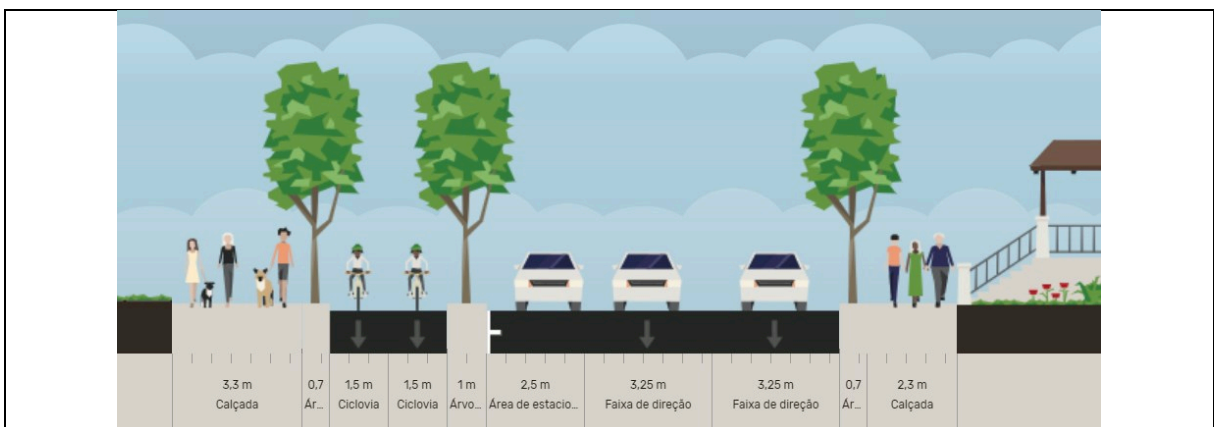 3,3 m
Calçada
0,7
Ár...
1,5 m
Ciclovia
1,5 m
Ciclovia
1 m
Árvo...
2,5 m
Área de estacio...
3,25 m
Faixa de direção
3,25 m
Faixa de direção
0,7
Ár...
2,3 m
Calçada